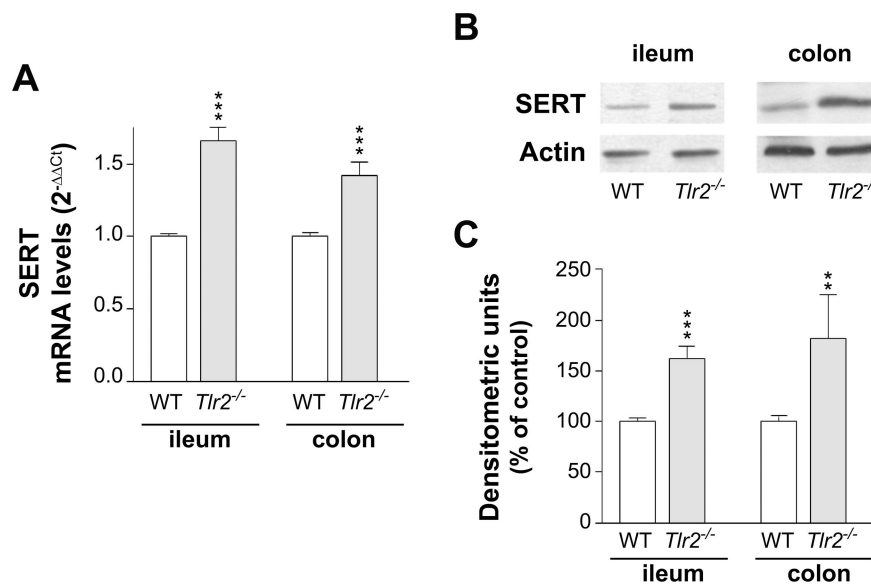 A
SERT
mRNA levels (2-ΔΔCt)
1.5
1.0
0.5
0.0
***
***
WT Tlr2-/- WT Tlr2-/-
ileum colon
B
ileum colon
SERT
Actin
WT Tlr2-/- WT Tlr2-/-
C
Densitometric units
(% of control)
250
200
150
100
50
0
***
**
WT Tlr2-/- WT Tlr2-/-
ileum colon